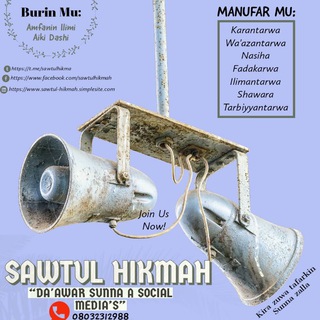 Burin Mu:
Amfanin Ilimi
Aiki Dashi
https://t.me/sawtulhikma
https://www.facebook.com/sawtulhikmah
https://www.sawtul-hikmah.simplesite.com
MANUFAR MU:
Karantarwa
Wa'azantarwa
Nasiha
Fadakarwa
Ilimantarwa
Shawara
Tarbiyyantarwa
Join Us
Now!
SAWTUL HIKMAH
"DA'AWAR SUNNA A SOCIAL
MEDIA'S"
08032312988
Kira zuwa tafarkin
Sunna zalla